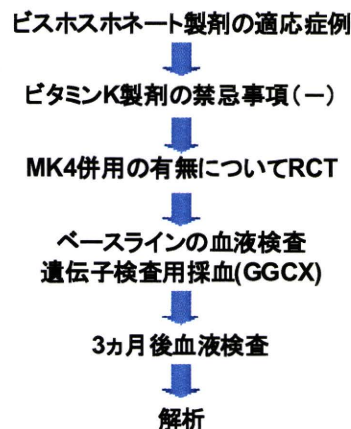 ビスホスホネート製剤の適応症例
ビタミンK製剤の禁忌事項(ー)
MK4併用の有無についてRCT
ベースラインの血液検査
遺伝子検査用採血(GGCX)
3ヵ月後血液検査
解析